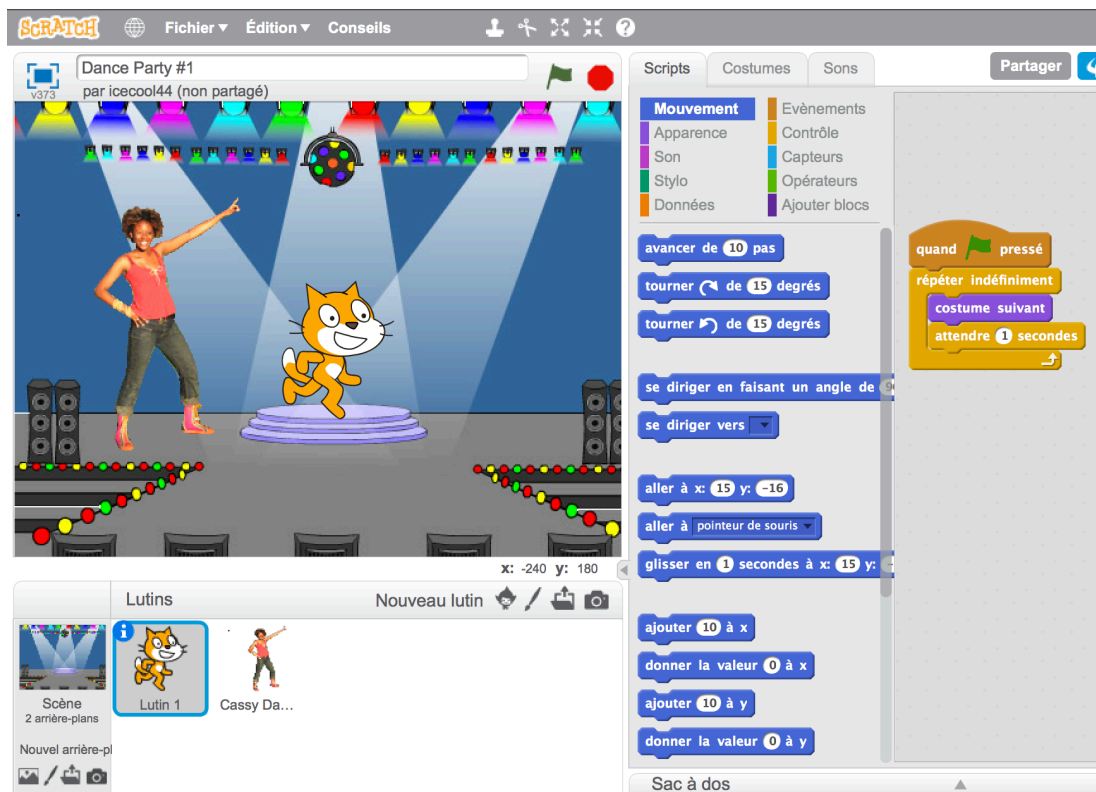 SCRATCH Fichier Édition Conseils
Dance Party #1
par icecool44 (non partagé)
v373
Scripts Costumes Sons
Partager
Mouvement
Apparence
Son
Stylo
Données
Evènements
Contrôle
Capteurs
Opérateurs
Ajouter blocs
avancer de 10 pas
tourner de 15 degrés
tourner de 15 degrés
se diriger en faisant un angle de
se diriger vers
aller à x: 15 y: -16
aller à pointeur de souris
glisser en 1 secondes à x: 15 y:
ajouter 10 à x
donner la valeur 0 à x
ajouter 10 à y
donner la valeur 0 à y
quand pressé
répéter indéfiniment
costume suivant
attendre 1 secondes
x: -240 y: 180
Lutins
Nouveau lutin
Scène
2 arrière-plans
Nouvel arrière-pl
Lutin 1
Cassy Da...
Sac à dos